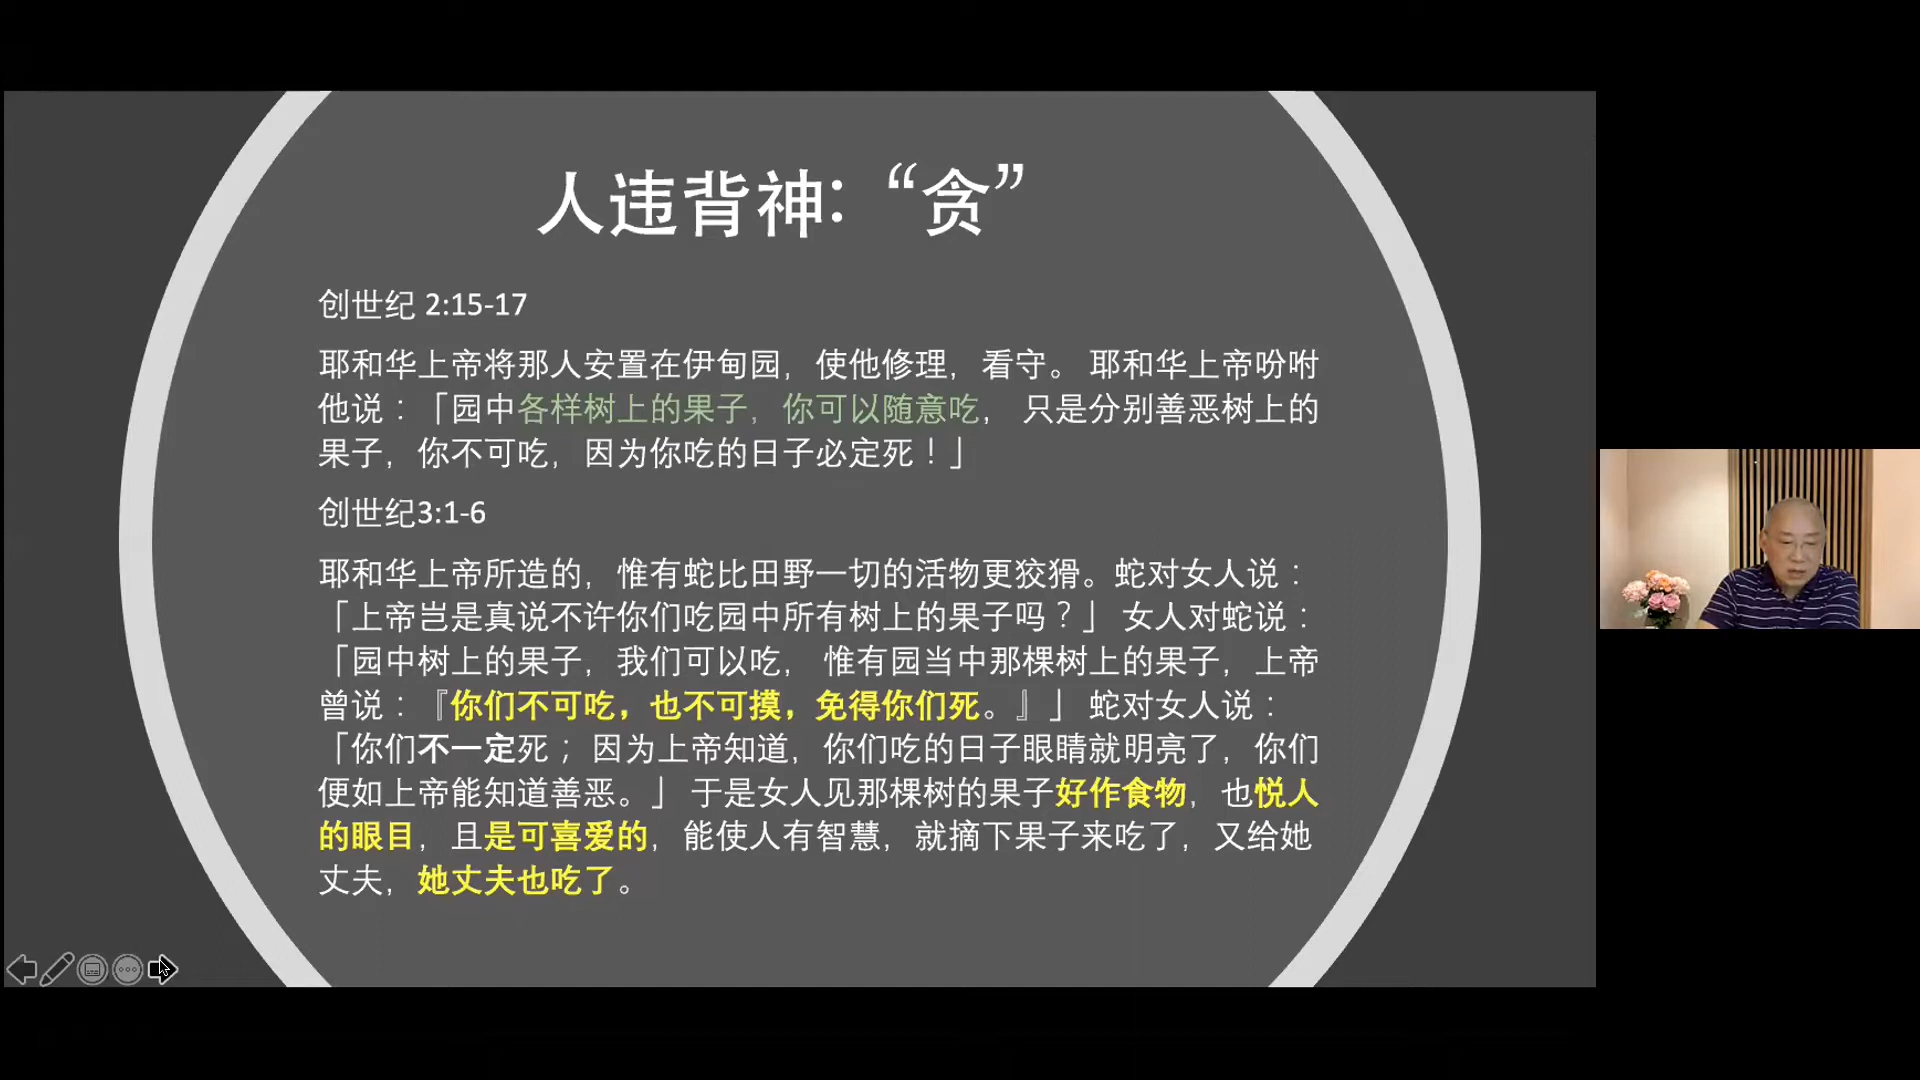 人违背神：“贪”
创世纪 2:15-17
耶和华上帝将那人安置在伊甸园，使他修理，看守。 耶和华上帝吩咐
他说：「园中各样树上的果子，你可以随意吃， 只是分别善恶树上的
果子，你不可吃，因为你吃的日子必定死！」
创世纪3:1-6
耶和华上帝所造的，惟有蛇比田野一切的活物更狡猾。蛇对女人说：
「上帝岂是真说不许你们吃园中所有树上的果子吗？」 女人对蛇说：
「园中树上的果子，我们可以吃， 惟有园当中那棵树上的果子，上帝
曾说：『你们不可吃，也不可摸，免得你们死。』」 蛇对女人说：
「你们不一定死； 因为上帝知道，你们吃的日子眼睛就明亮了，你们
便如上帝能知道善恶。」 于是女人见那棵树的果子好作食物，也悦人
的眼目，且是可喜爱的，能使人有智慧，就摘下果子来吃了，又给她
丈夫，她丈夫也吃了。